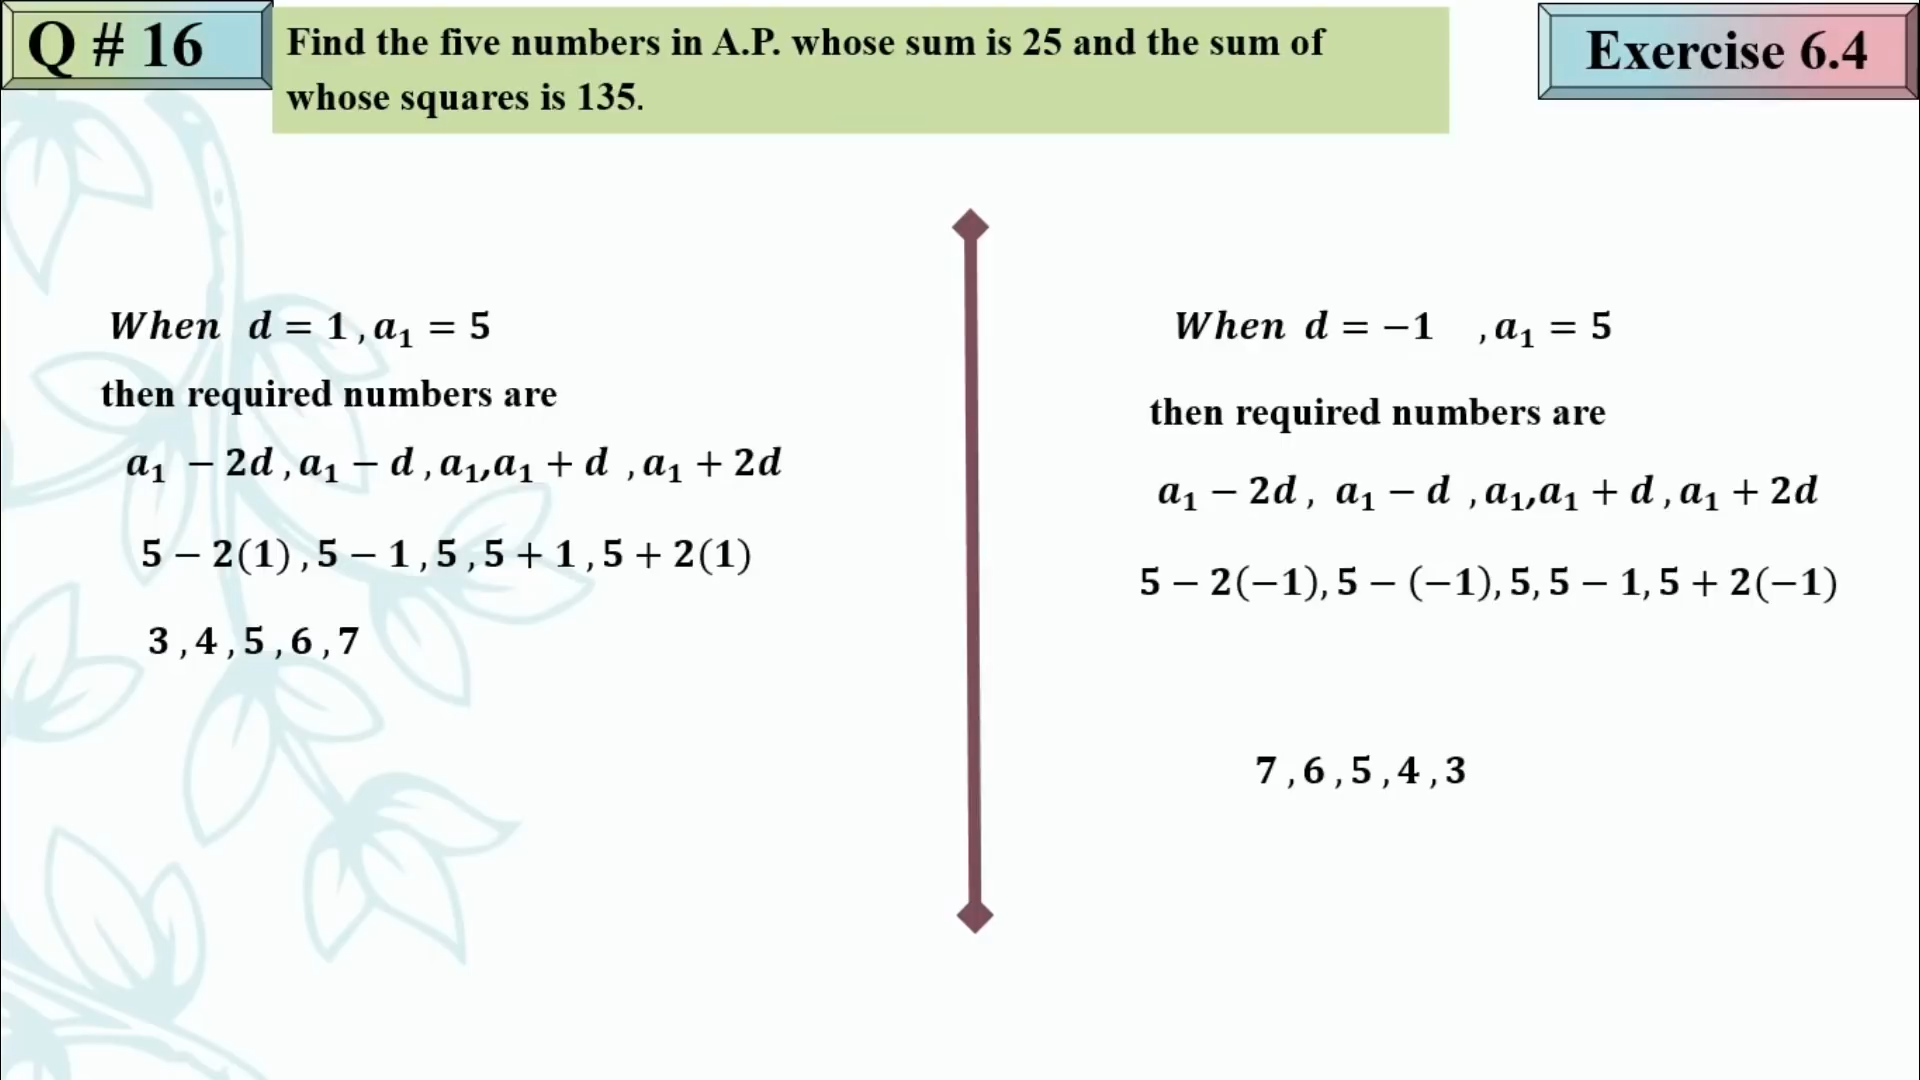 Q # 16
Find the five numbers in A.P. whose sum is 25 and the sum of
whose squares is 135.
Exercise 6.4
When d = 1 , a₁ = 5
then required numbers are
a₁ − 2d , a₁ − d , a₁,a₁ + d , a₁ + 2d
5 − 2(1) , 5 − 1 , 5 , 5 + 1 , 5 + 2(1)
3 , 4 , 5 , 6 , 7
When d = −1 , a₁ = 5
then required numbers are
a₁ − 2d , a₁ − d , a₁,a₁ + d , a₁ + 2d
5 − 2(−1), 5 − (−1), 5, 5 − 1, 5 + 2(−1)
7 , 6 , 5 , 4 , 3